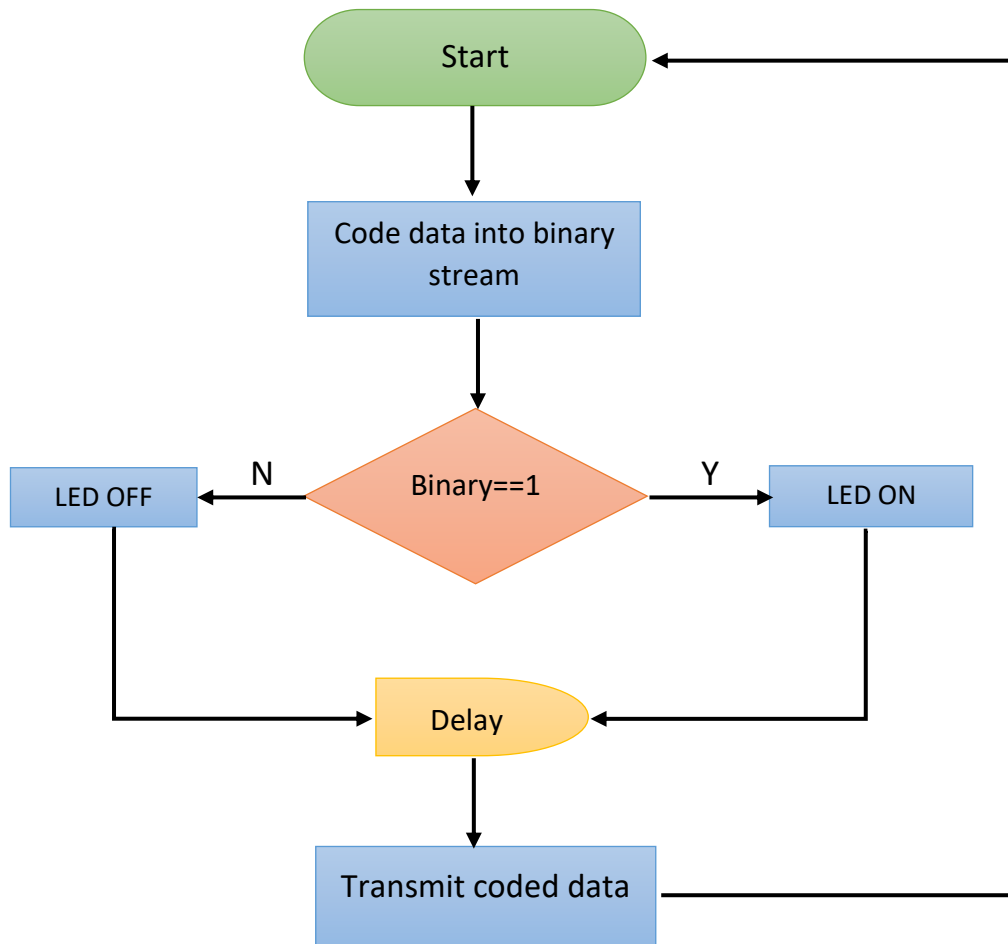 Start
Code data into binary
stream
Binary==1
N
Y
LED OFF
LED ON
Delay
Transmit coded data